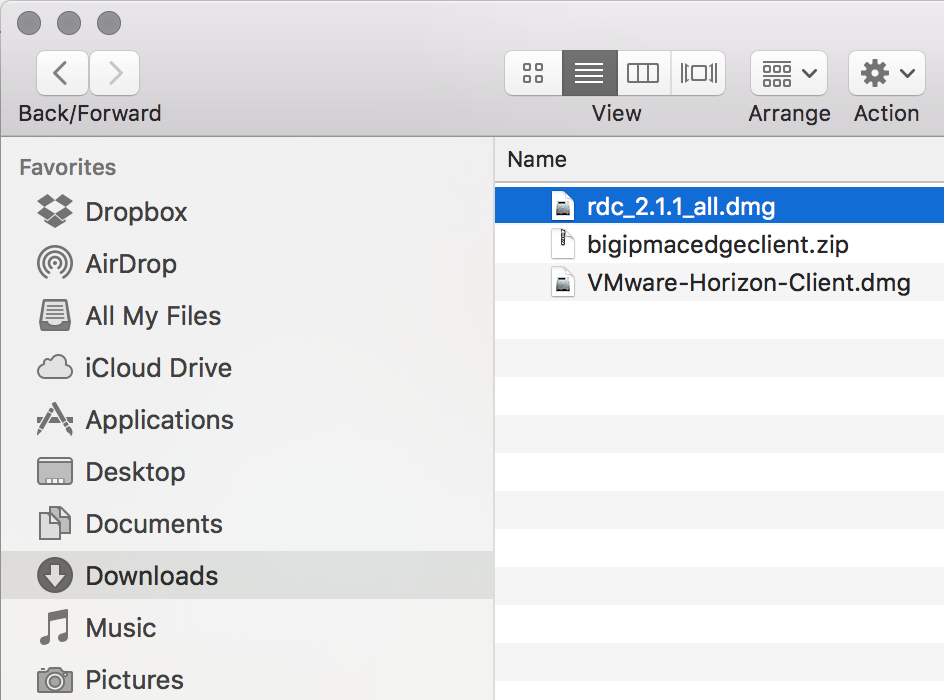 Back/Forward
View
Arrange
Action
Favorites
Dropbox
AirDrop
All My Files
iCloud Drive
Applications
Desktop
Documents
Downloads
Music
Pictures
Name
rdc_2.1.1_all.dmg
bigipmacedgeclient.zip
VMware-Horizon-Client.dmg